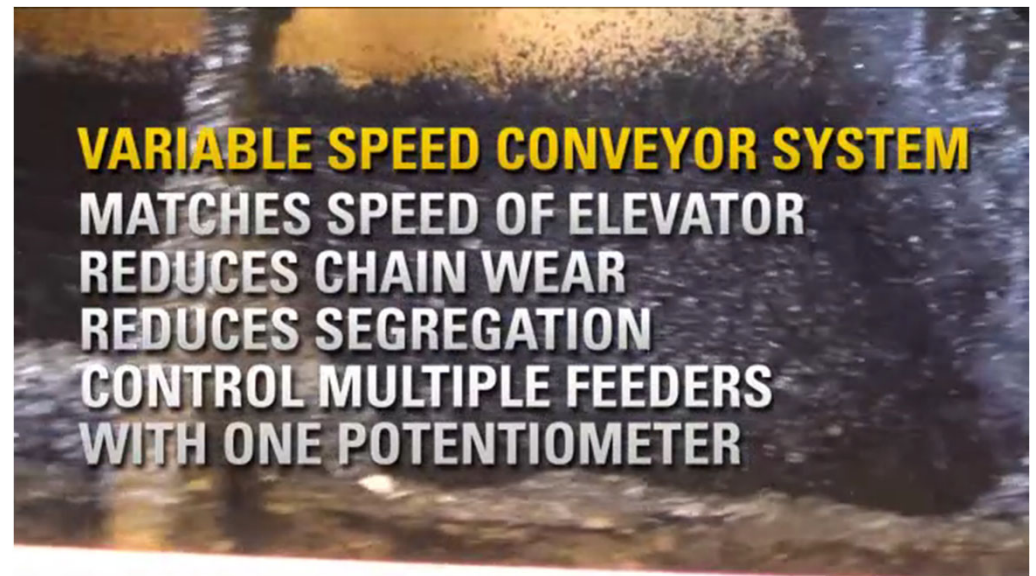 VARIABLE SPEED CONVEYOR SYSTEM
MATCHES SPEED OF ELEVATOR
REDUCES CHAIN WEAR
REDUCES SEGREGATION
CONTROL MULTIPLE FEEDERS
WITH ONE POTENTIOMETER